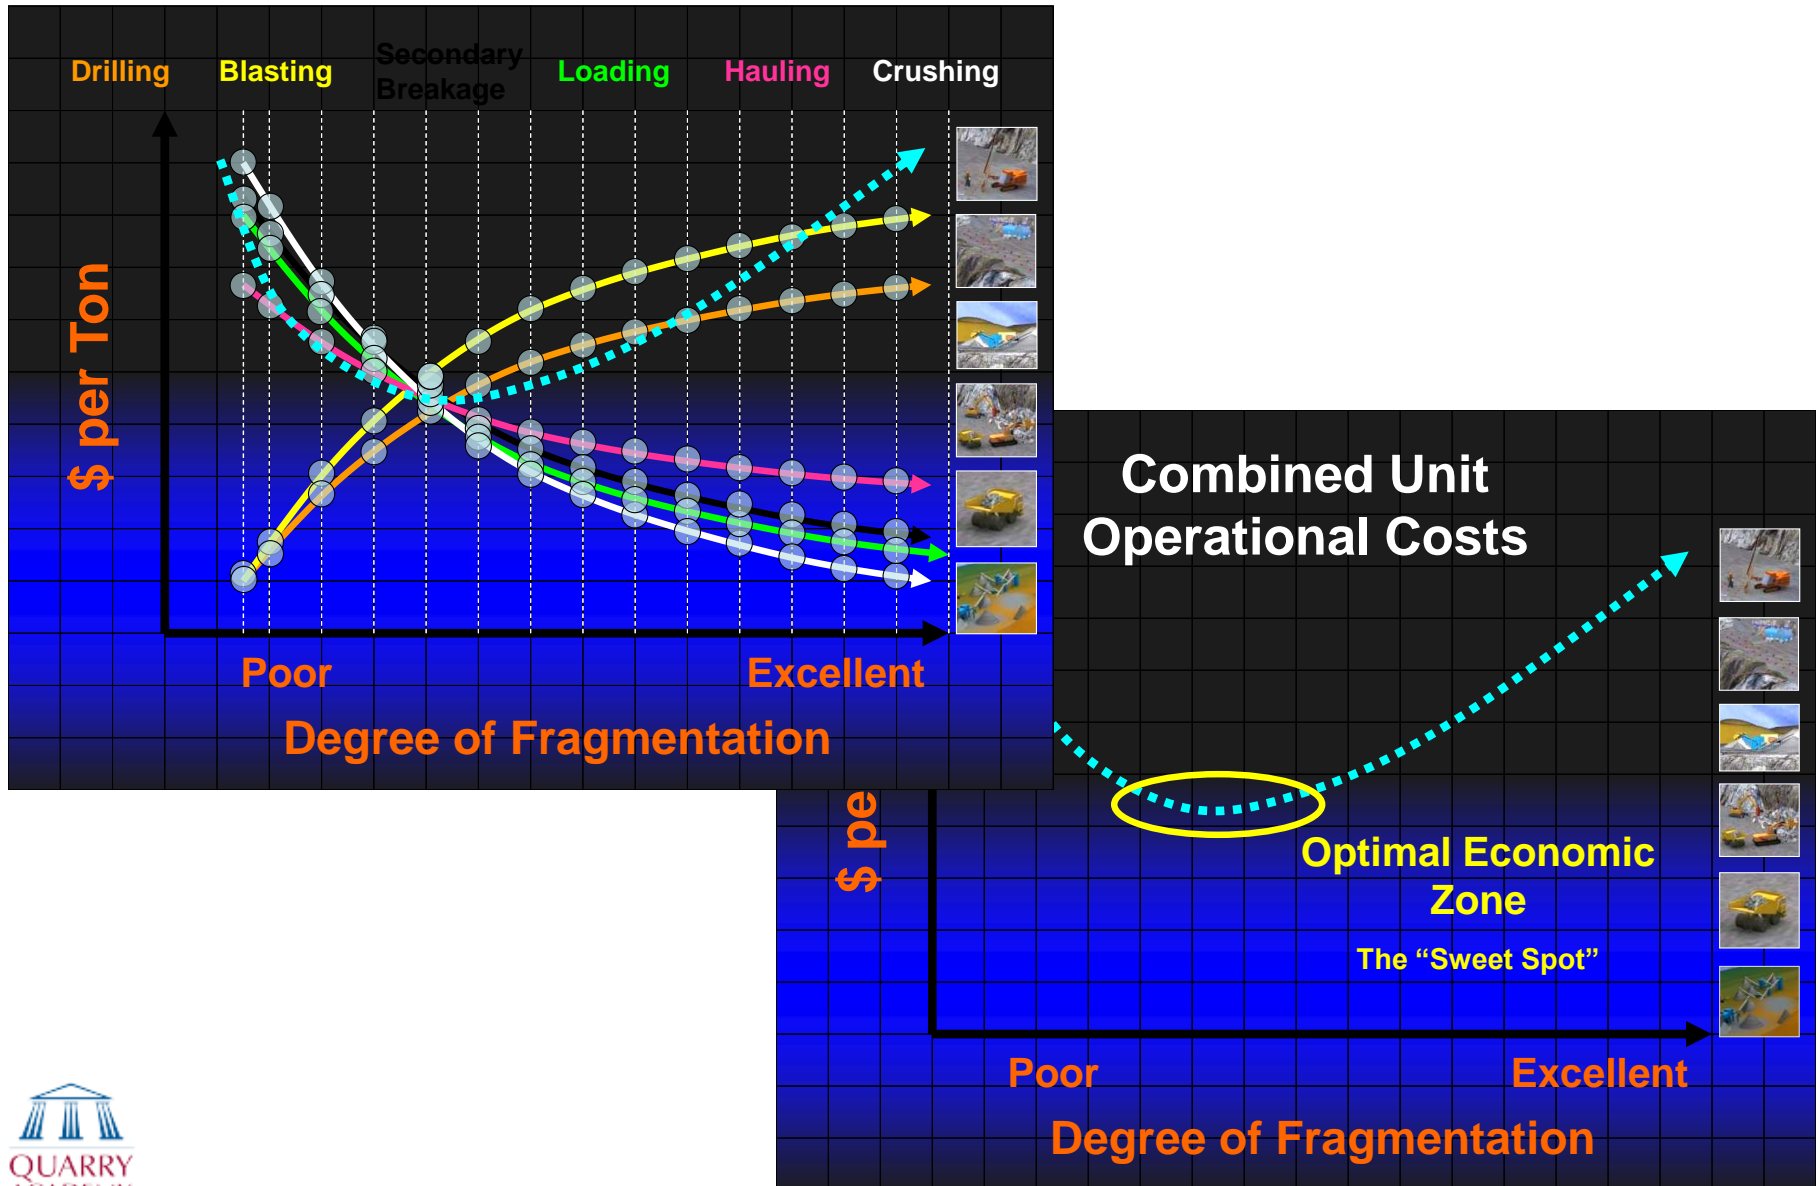 Drilling
Blasting
Secondary
Breakage
Loading
Hauling
Crushing
$ per Ton
Poor
Excellent
Degree of Fragmentation
Combined Unit
Operational Costs
$ pe
Optimal Economic
Zone
The “Sweet Spot”
Poor
Excellent
Degree of Fragmentation
QUARRY
ACADEMY